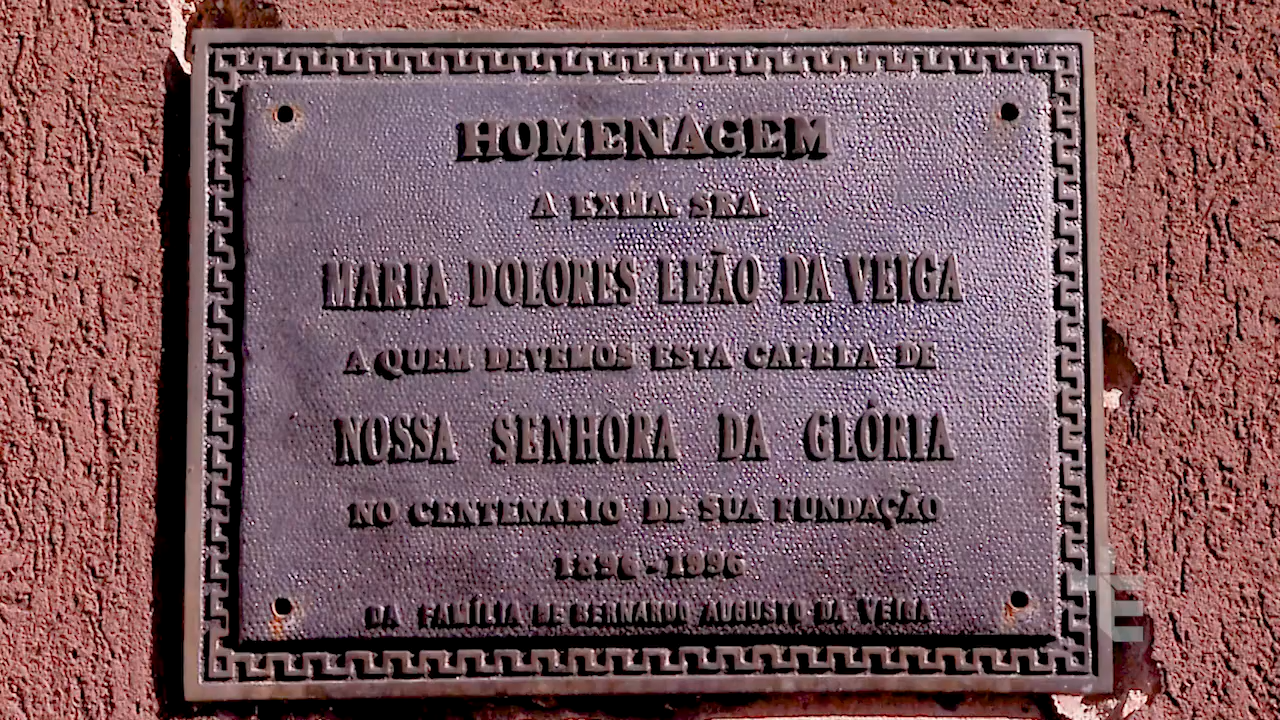 HOMENAGEM
A EXMA. SRA.
MARIA DOLORES LEÃO DA VEIGA
A QUEM DEVEMOS ESTA CAPELA DE
NOSSA SENHORA DA GLÓRIA
NO CENTENARIO DE SUA FUNDAÇÃO
1896-1996
DA FAMÍLIA DE BERNARDO AUGUSTO DA VEIGA